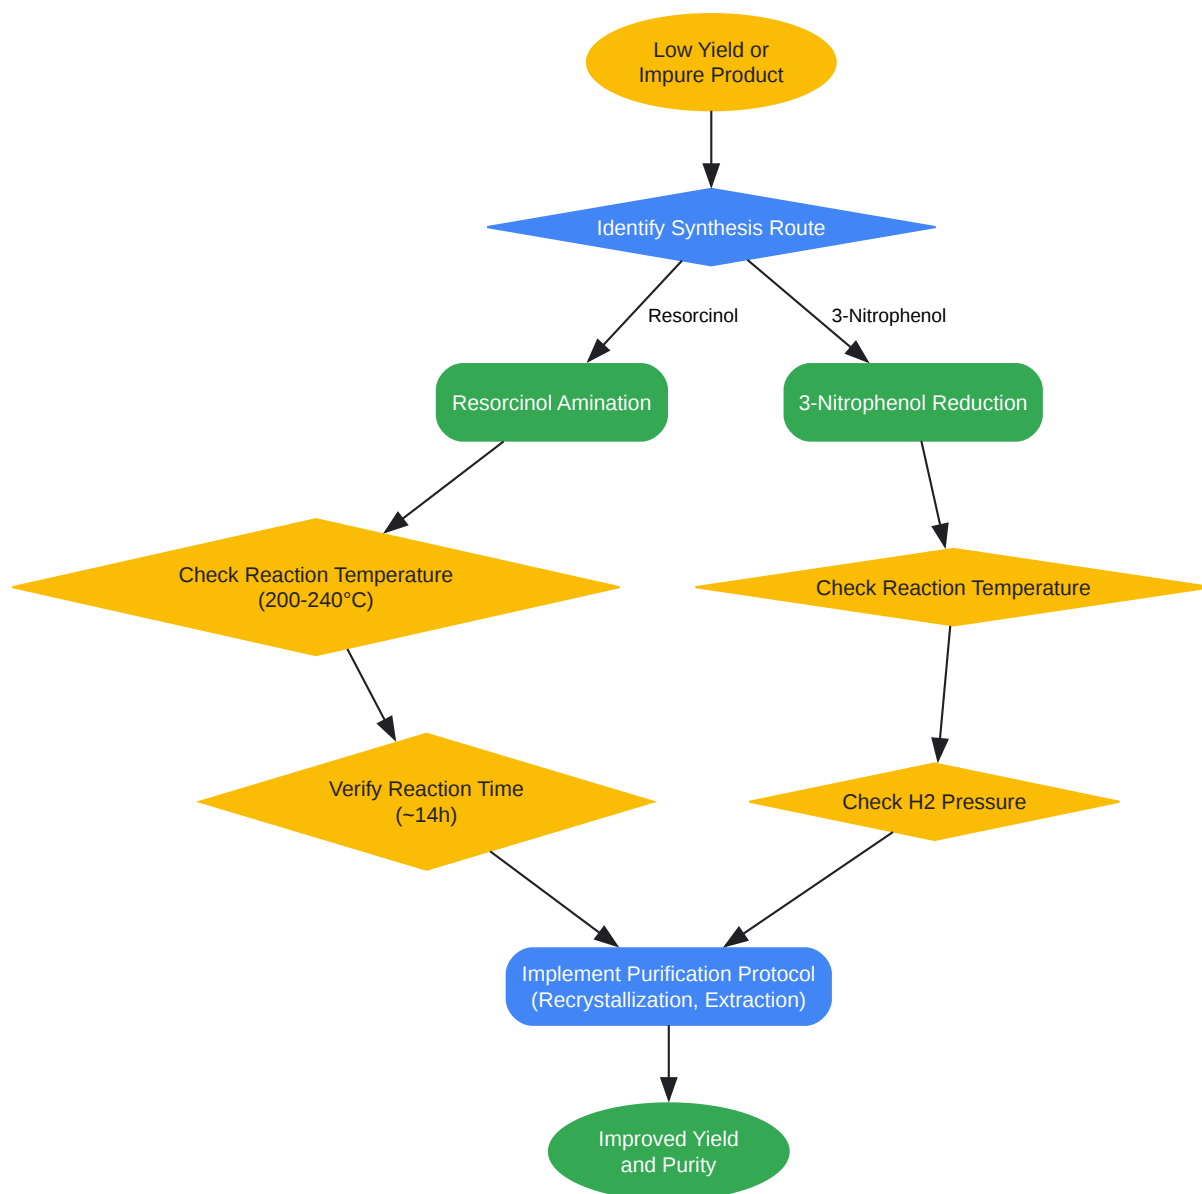 Low Yield or
Impure Product
Identify Synthesis Route
Resorcinol
3-Nitrophenol
Resorcinol Amination
3-Nitrophenol Reduction
Check Reaction Temperature
(200-240°C)
Check Reaction Temperature
Verify Reaction Time
(~14h)
Check H2 Pressure
Implement Purification Protocol
(Recrystallization, Extraction)
Improved Yield
and Purity